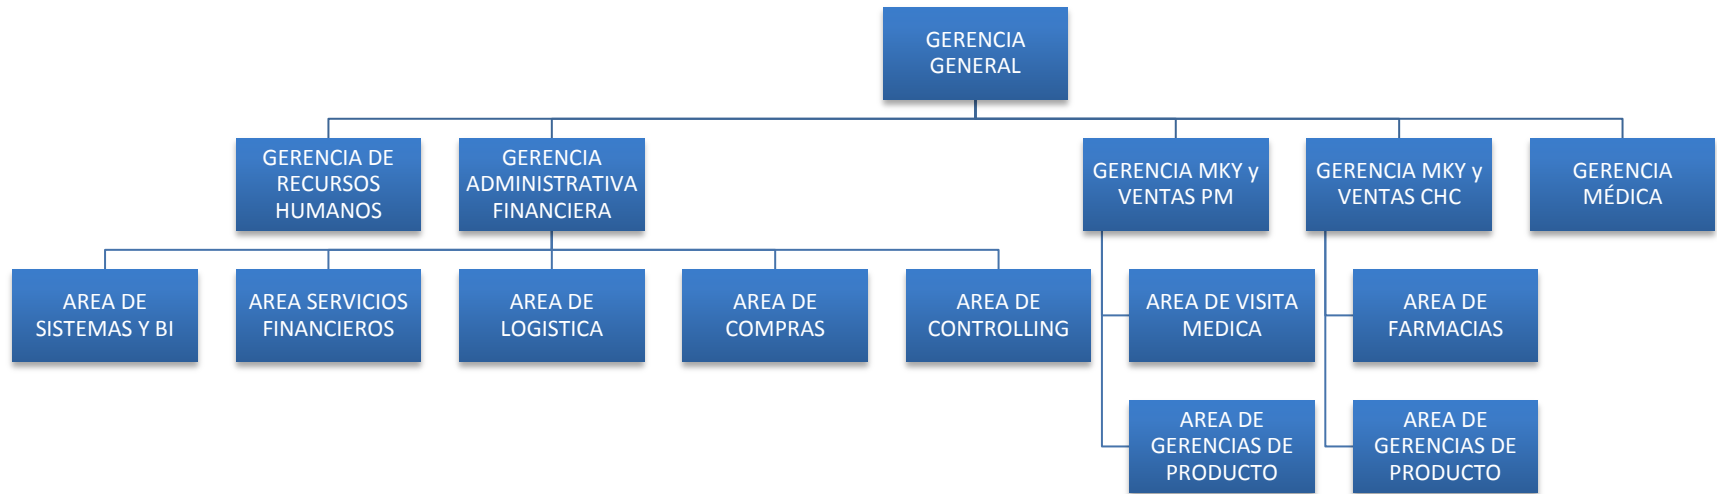 GERENCIA
GENERAL
GERENCIA DE
RECURSOS
HUMANOS
GERENCIA
ADMINISTRATIVA
FINANCIERA
GERENCIA MKY y
VENTAS PM
GERENCIA MKY y
VENTAS CHC
GERENCIA
MÉDICA
AREA DE
SISTEMAS Y BI
AREA SERVICIOS
FINANCIEROS
AREA DE
LOGISTICA
AREA DE
COMPRAS
AREA DE
CONTROLLING
AREA DE VISITA
MEDICA
AREA DE
FARMACIAS
AREA DE
GERENCIAS DE
PRODUCTO
AREA DE
GERENCIAS DE
PRODUCTO